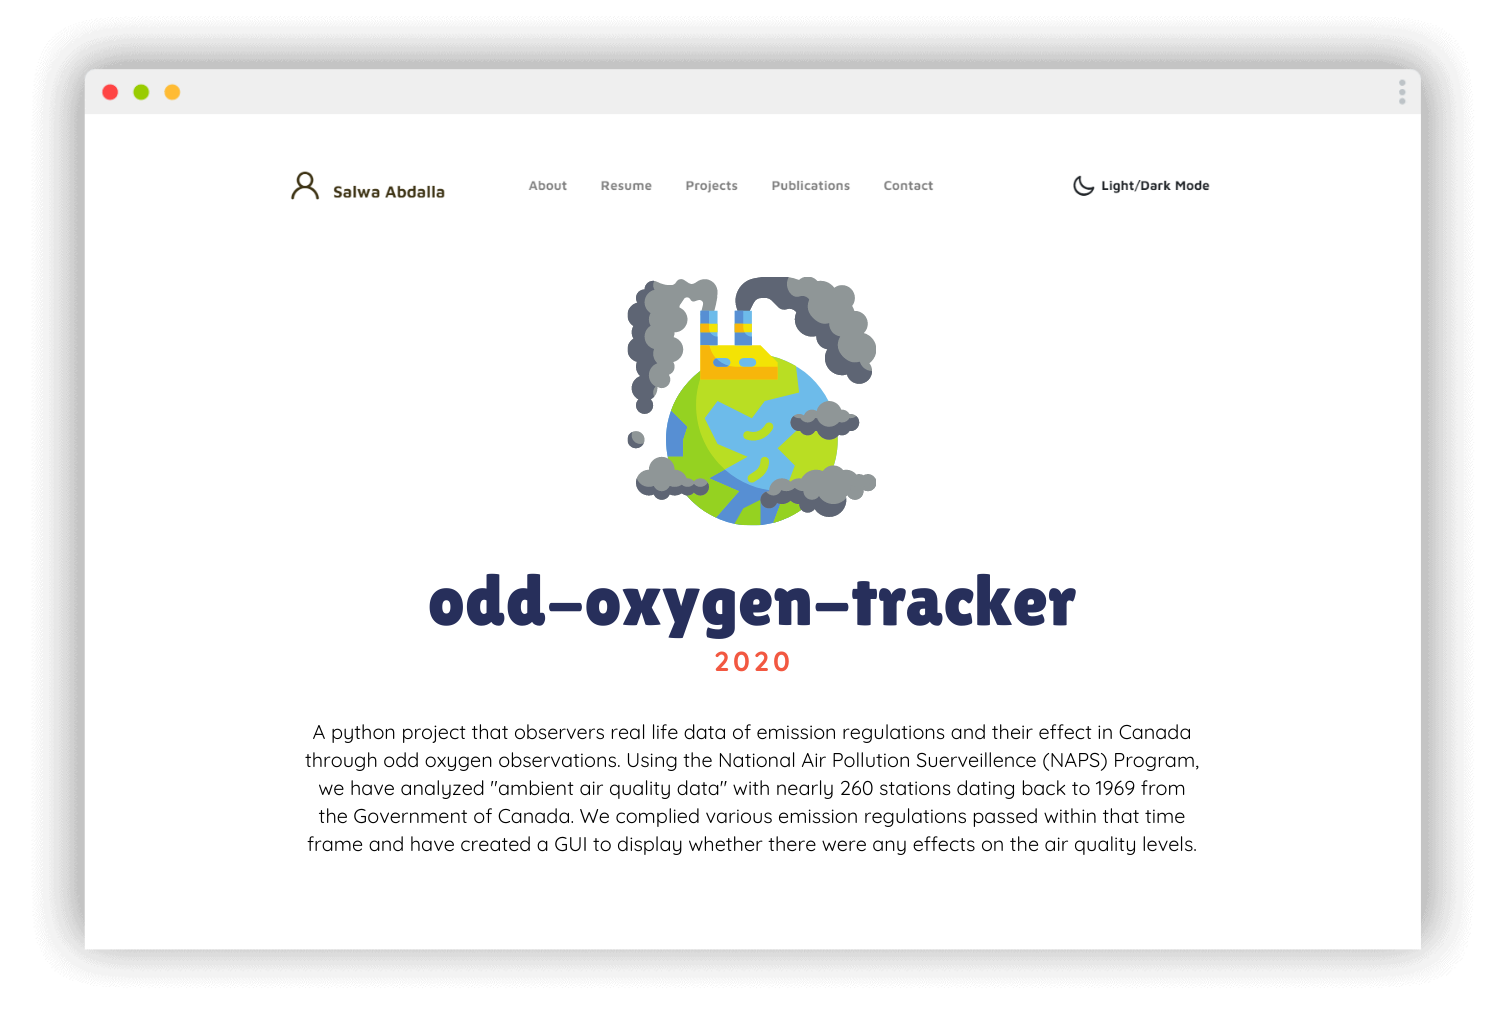 Salwa Abdalla
About Resume Projects Publications Contact
Light/Dark Mode
odd-oxygen-tracker
2020
A python project that observers real life data of emission regulations and their effect in Canada
through odd oxygen observations. Using the National Air Pollution Suerveillence (NAPS) Program,
we have analyzed "ambient air quality data" with nearly 260 stations dating back to 1969 from
the Government of Canada. We complied various emission regulations passed within that time
frame and have created a GUI to display whether there were any effects on the air quality levels.